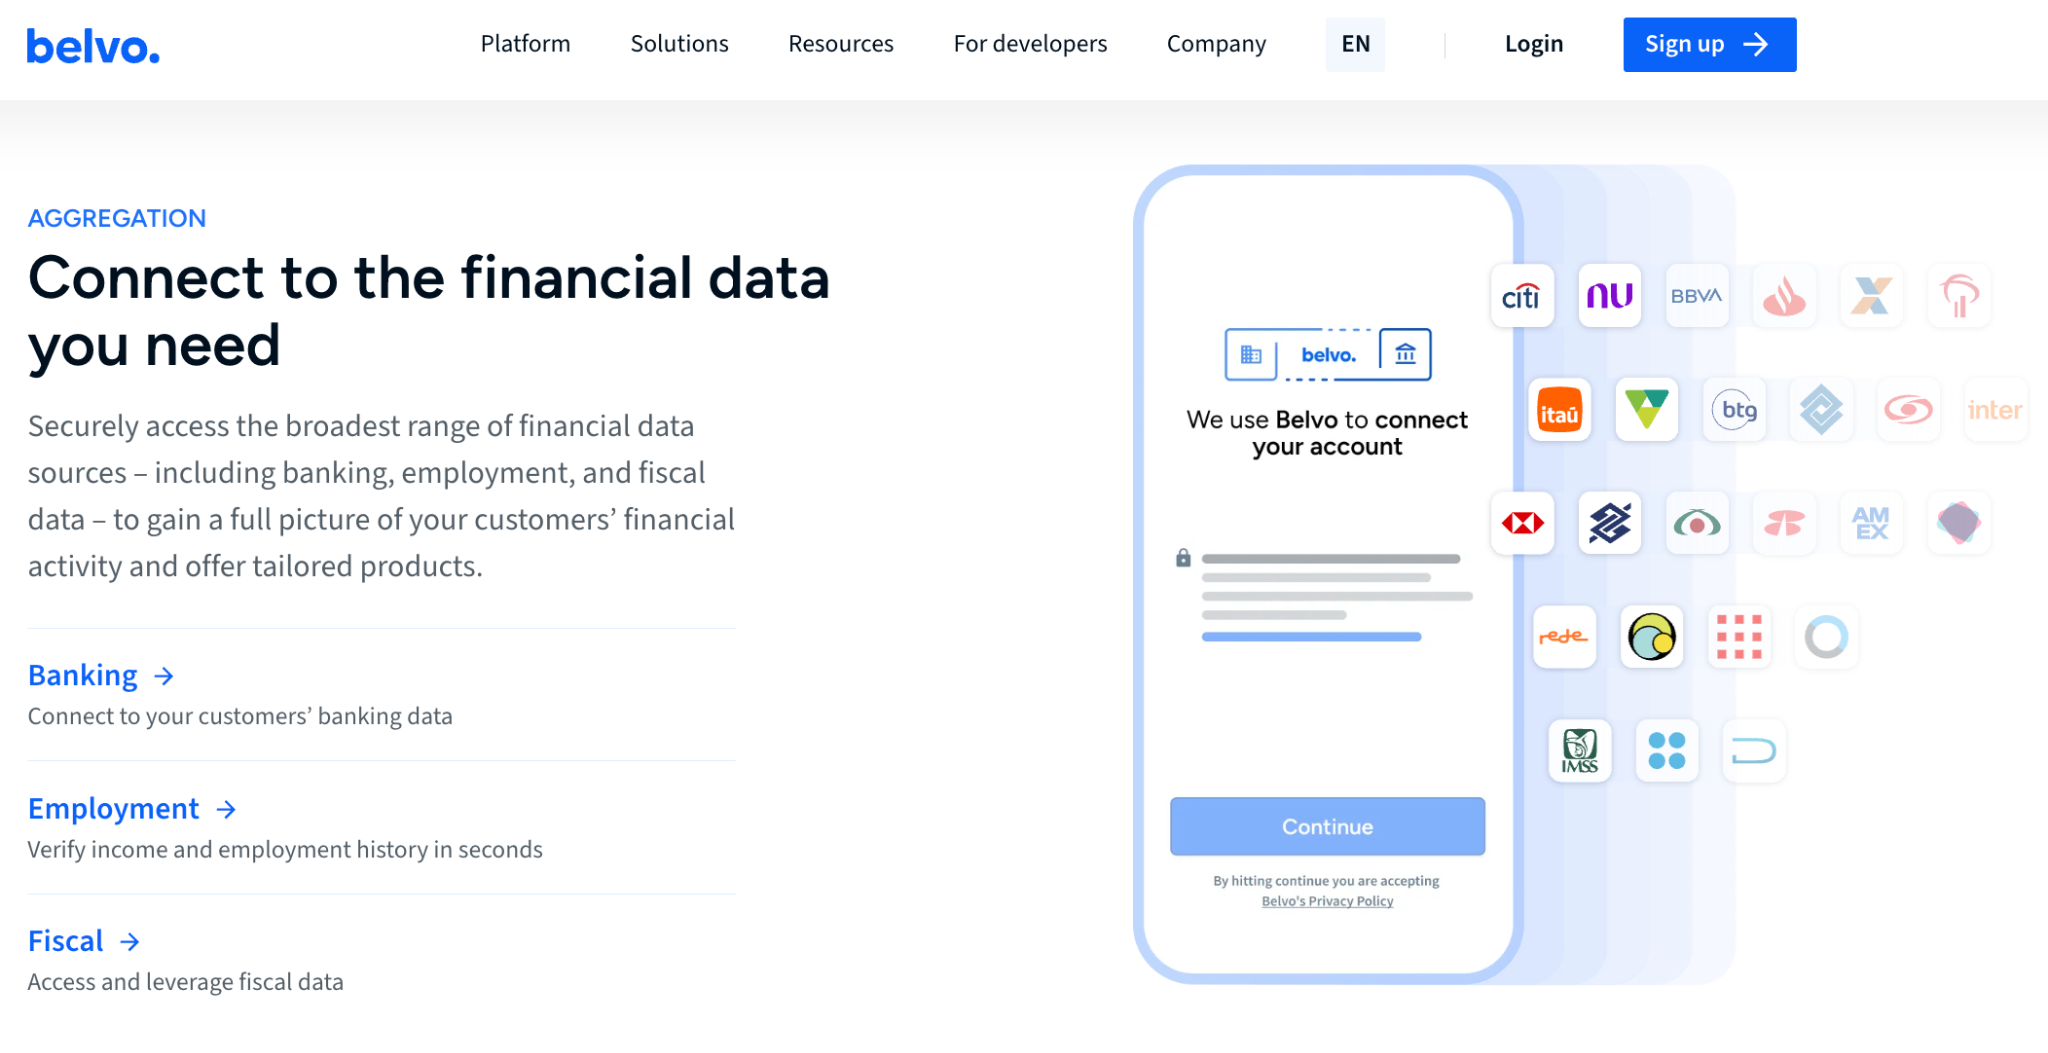 belvo.
Platform
Solutions
Resources
For developers
Company
EN
Login
Sign up
AGGREGATION
Connect to the financial data
you need
Securely access the broadest range of financial data
sources – including banking, employment, and fiscal
data – to gain a full picture of your customers’ financial
activity and offer tailored products.
Banking
Connect to your customers’ banking data
Employment
Verify income and employment history in seconds
Fiscal
Access and leverage fiscal data
belvo.
We use Belvo to connect
your account
Continue
By hitting continue you are accepting
Belvo's Privacy Policy
citi
nu
BBVA
itaú
btg
inter
AM
EX
rede
IMSS